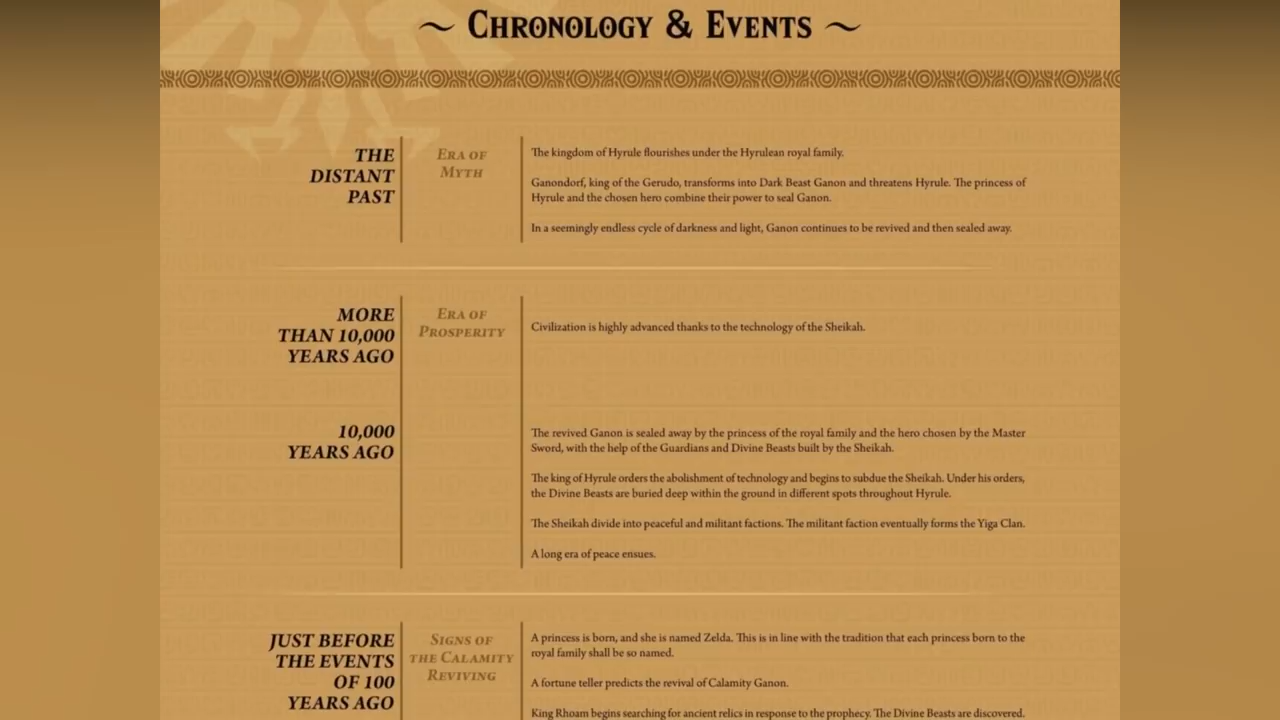 ~ Chronology & Events ~
THE
DISTANT
PAST
Era of
Myth
The kingdom of Hyrule flourishes under the Hyrulean royal family.
Ganondorf, king of the Gerudo, transforms into Dark Beast Ganon and threatens Hyrule. The princess of
Hyrule and the chosen hero combine their power to seal Ganon.
In a seemingly endless cycle of darkness and light, Ganon continues to be revived and then sealed away.
MORE
THAN 10,000
YEARS AGO
Era of
Prosperity
Civilization is highly advanced thanks to the technology of the Sheikah.
10,000
YEARS AGO
The revived Ganon is sealed away by the princess of the royal family and the hero chosen by the Master
Sword, with the help of the Guardians and Divine Beasts built by the Sheikah.
The king of Hyrule orders the abolishment of technology and begins to subdue the Sheikah. Under his orders,
the Divine Beasts are buried deep within the ground in different spots throughout Hyrule.
The Sheikah divide into peaceful and militant factions. The militant faction eventually forms the Yiga Clan.
A long era of peace ensues.
JUST BEFORE
THE EVENTS
OF 100
YEARS AGO
Signs of
the Calamity
Reviving
A princess is born, and she is named Zelda. This is in line with the tradition that each princess born to the
royal family shall be so named.
A fortune teller predicts the revival of Calamity Ganon.
King Rhoam begins searching for ancient relics in response to the prophecy. The Divine Beasts are discovered.